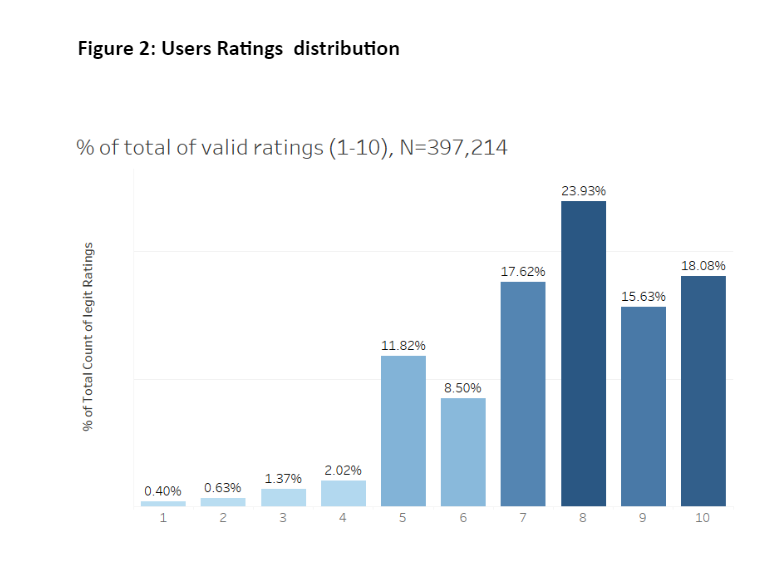 Figure 2: Users Ratings  distribution
% of total of valid ratings (1-10), N=397,214
% of Total Count of legit Ratings
0.40%
0.63%
1.37%
2.02%
11.82%
8.50%
17.62%
23.93%
15.63%
18.08%
1 2 3 4 5 6 7 8 9 10